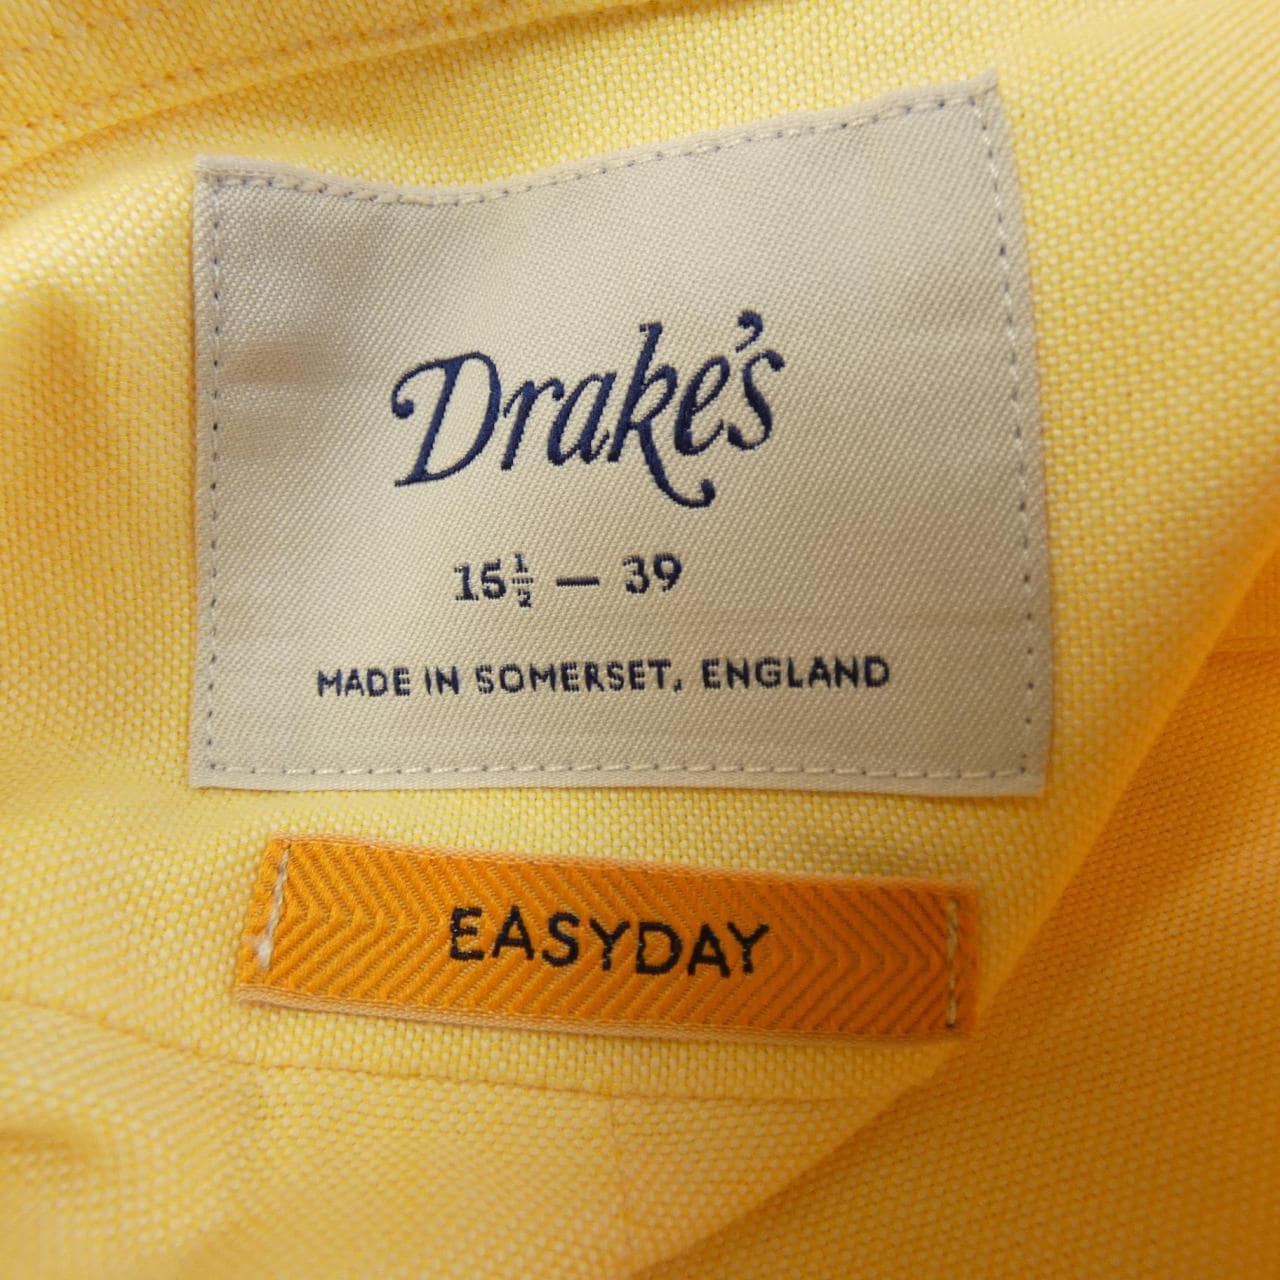 Drake's
15½ — 39
MADE IN SOMERSET, ENGLAND
EASYDAY